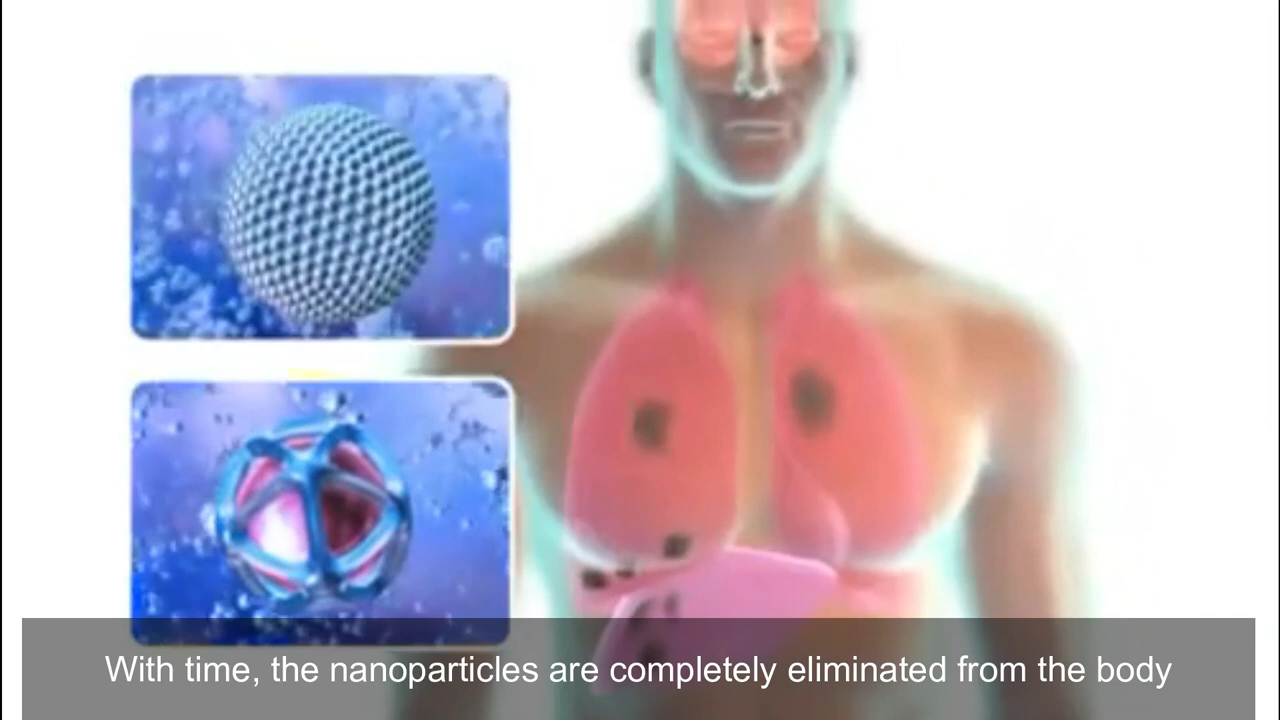 With time, the nanoparticles are completely eliminated from the body